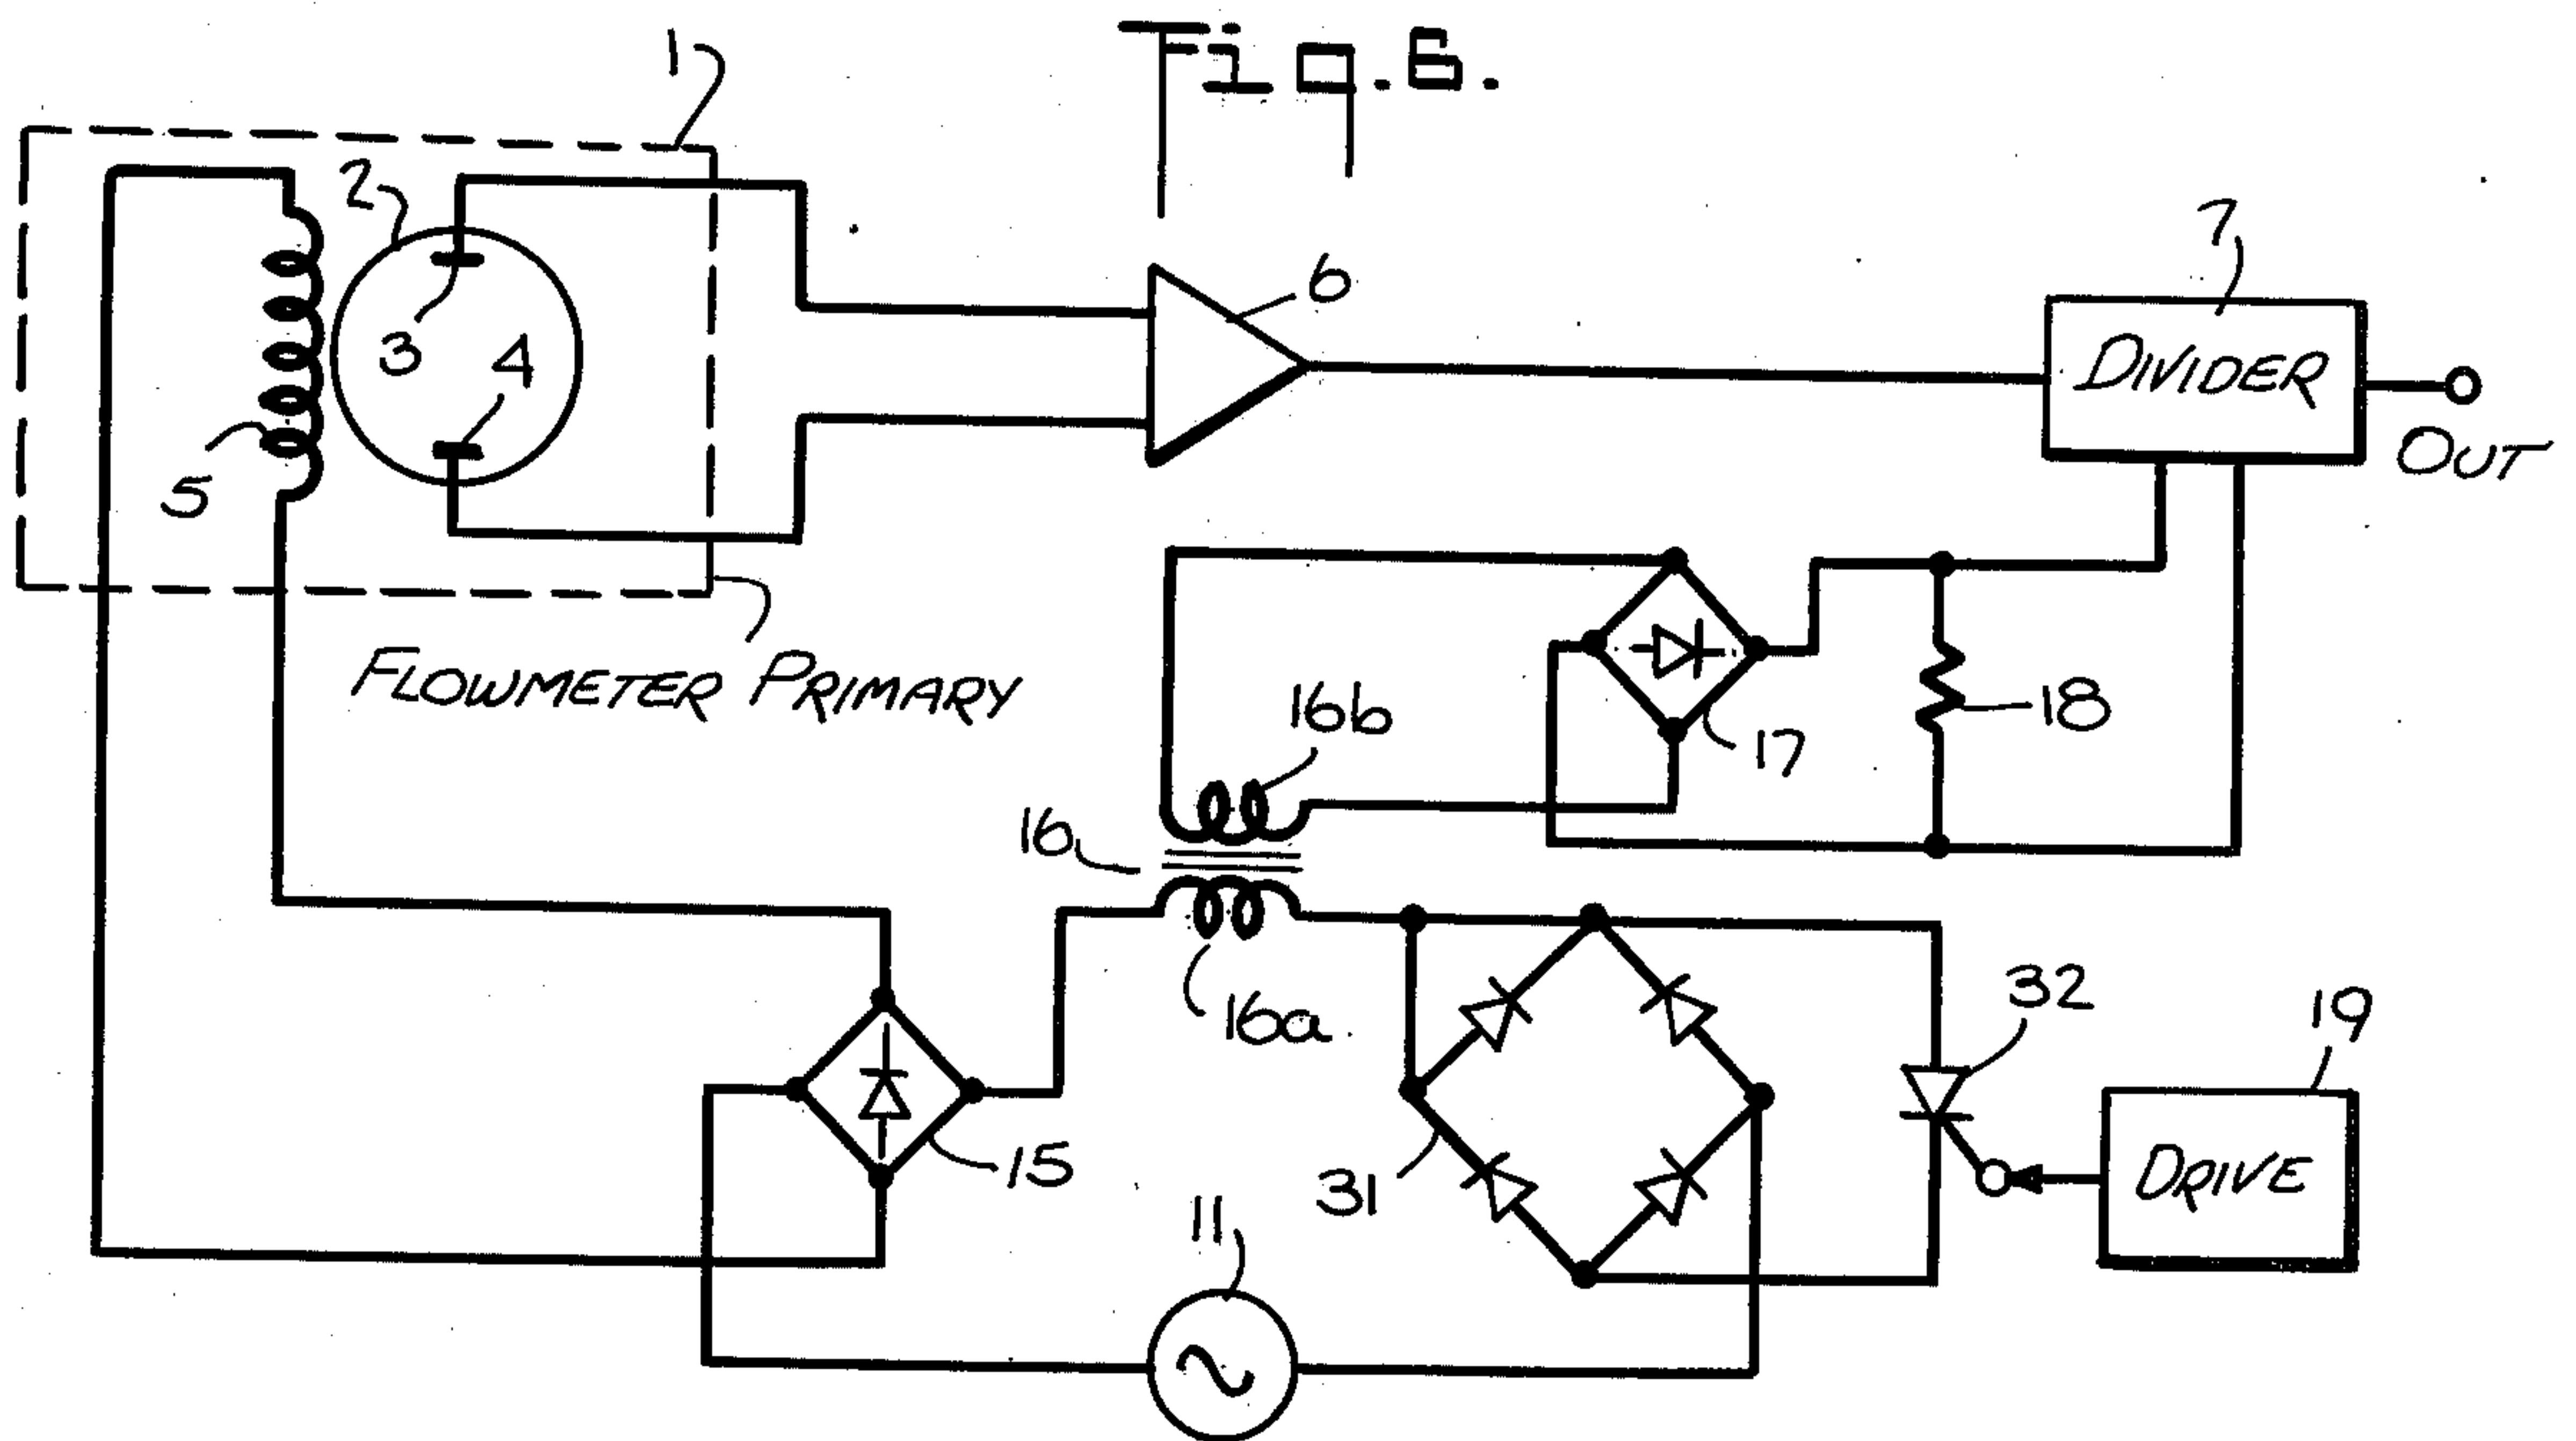 Fig. 6.
1
2
3
4
5
6
7
DIVIDER
OUT
FLOWMETER PRIMARY
16b
17
18
16
16a
32
19
DRIVE
15
31
11